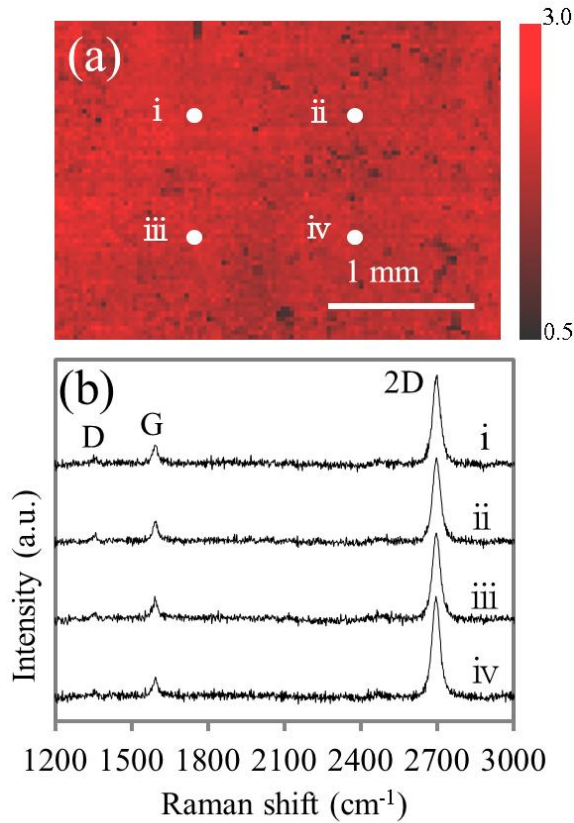 (a)
3.0
i
ii
iii
iv
1 mm
0.5
(b)
2D
D
G
i
ii
iii
iv
Intensity (a.u.)
1200 1500 1800 2100 2400 2700 3000
Raman shift (cm⁻¹)